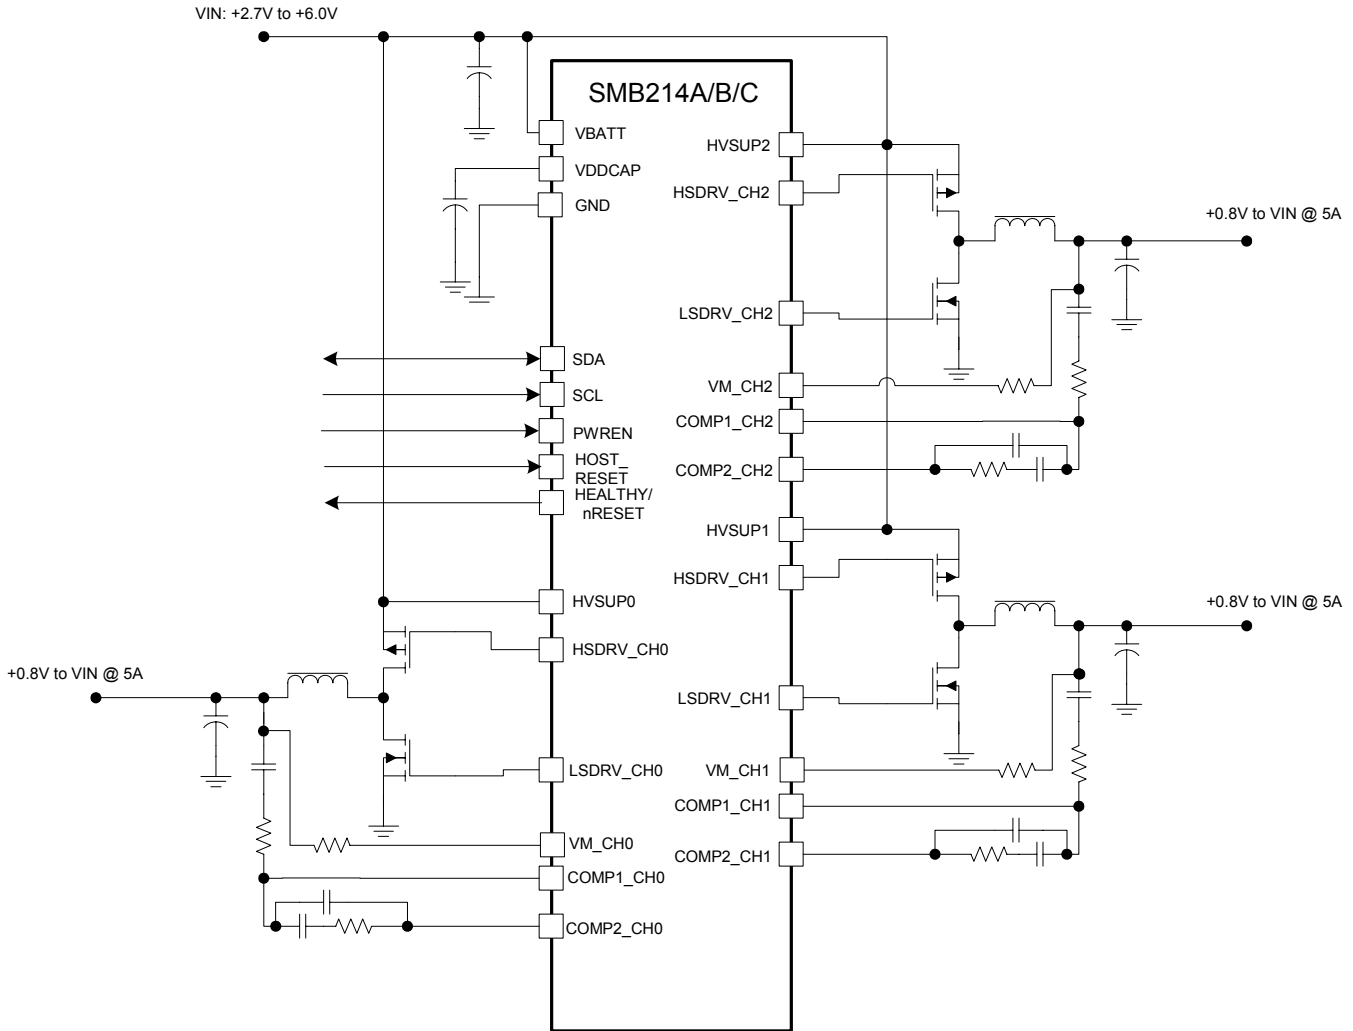 VIN: +2.7V to +6.0V
SMB214A/B/C
VBATT
VDDCAP
GND
SDA
SCL
PWREN
HOST_
RESET
HEALTHY/
nRESET
HVSUP0
HSDRV_CH0
LSDRV_CH0
VM_CH0
COMP1_CH0
COMP2_CH0
+0.8V to VIN @ 5A
HVSUP2
HSDRV_CH2
LSDRV_CH2
VM_CH2
COMP1_CH2
COMP2_CH2
+0.8V to VIN @ 5A
HVSUP1
HSDRV_CH1
LSDRV_CH1
VM_CH1
COMP1_CH1
COMP2_CH1
+0.8V to VIN @ 5A